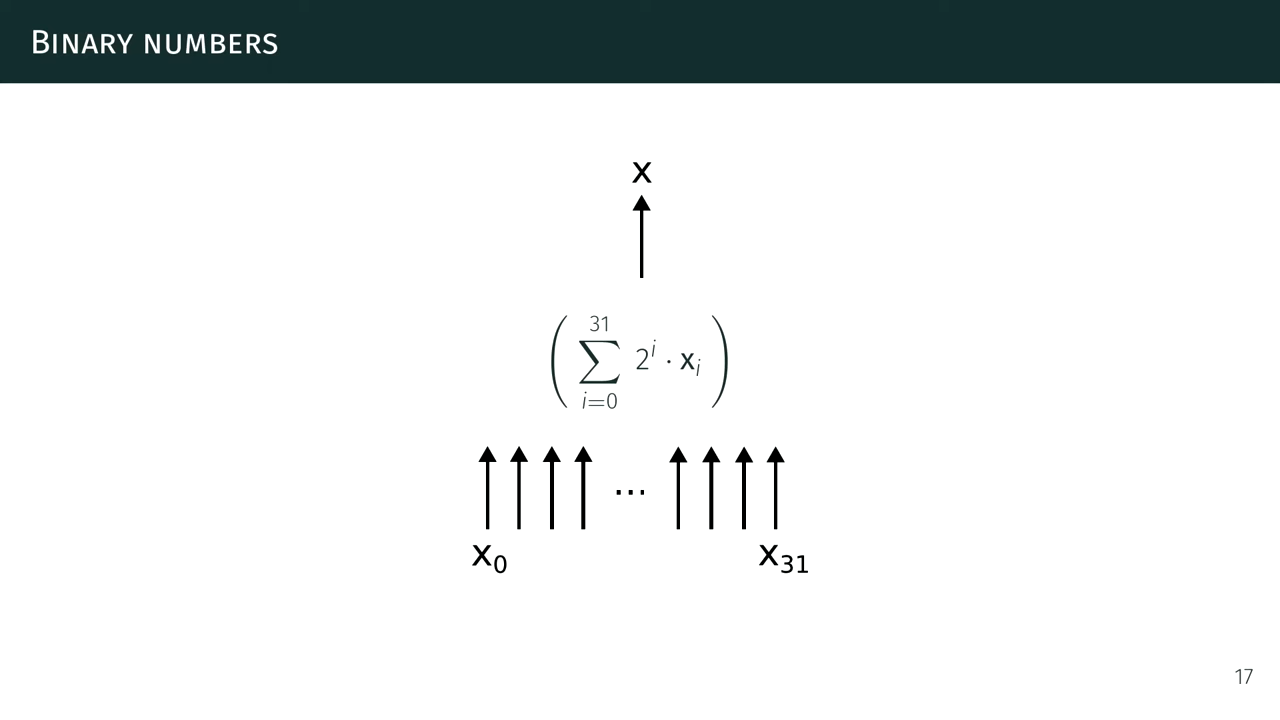 Binary numbers
x
( ∑_{i=0}^{31} 2^i · x_i )
...
x_0 x_31
17